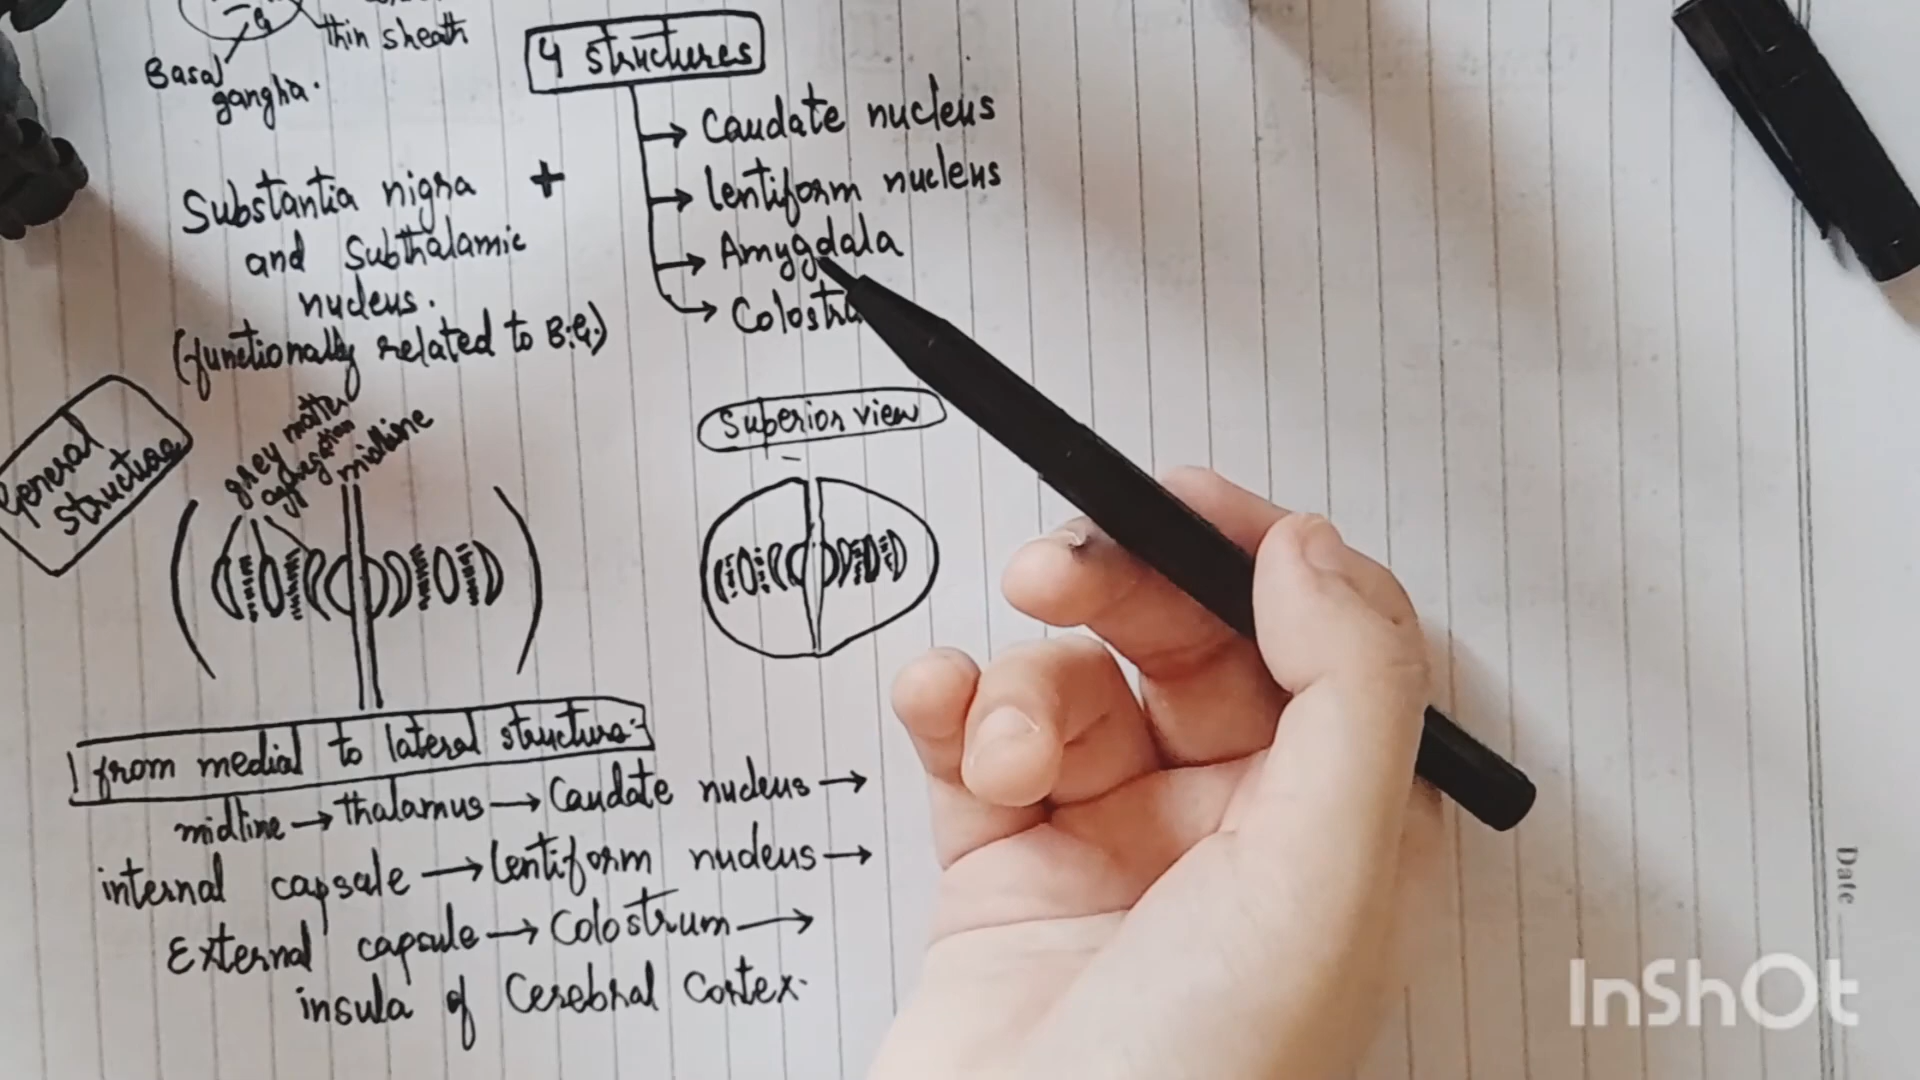 thin sheath
Basal
ganglia.
4 structures
Caudate nucleus
lentiform nucleus
Amygdala
Substantia nigra +
and Subthalamic
nucleus.
(functionally related to B.G.)
General
structure
grey matter
aggregation
midline
Superior view
from medial to lateral structure:-
midline → thalamus → Caudate nucleus →
internal capsule → lentiform nucleus →
External capsule → Colostrum →
insula of Cerebral Cortex.
Date
InShOt